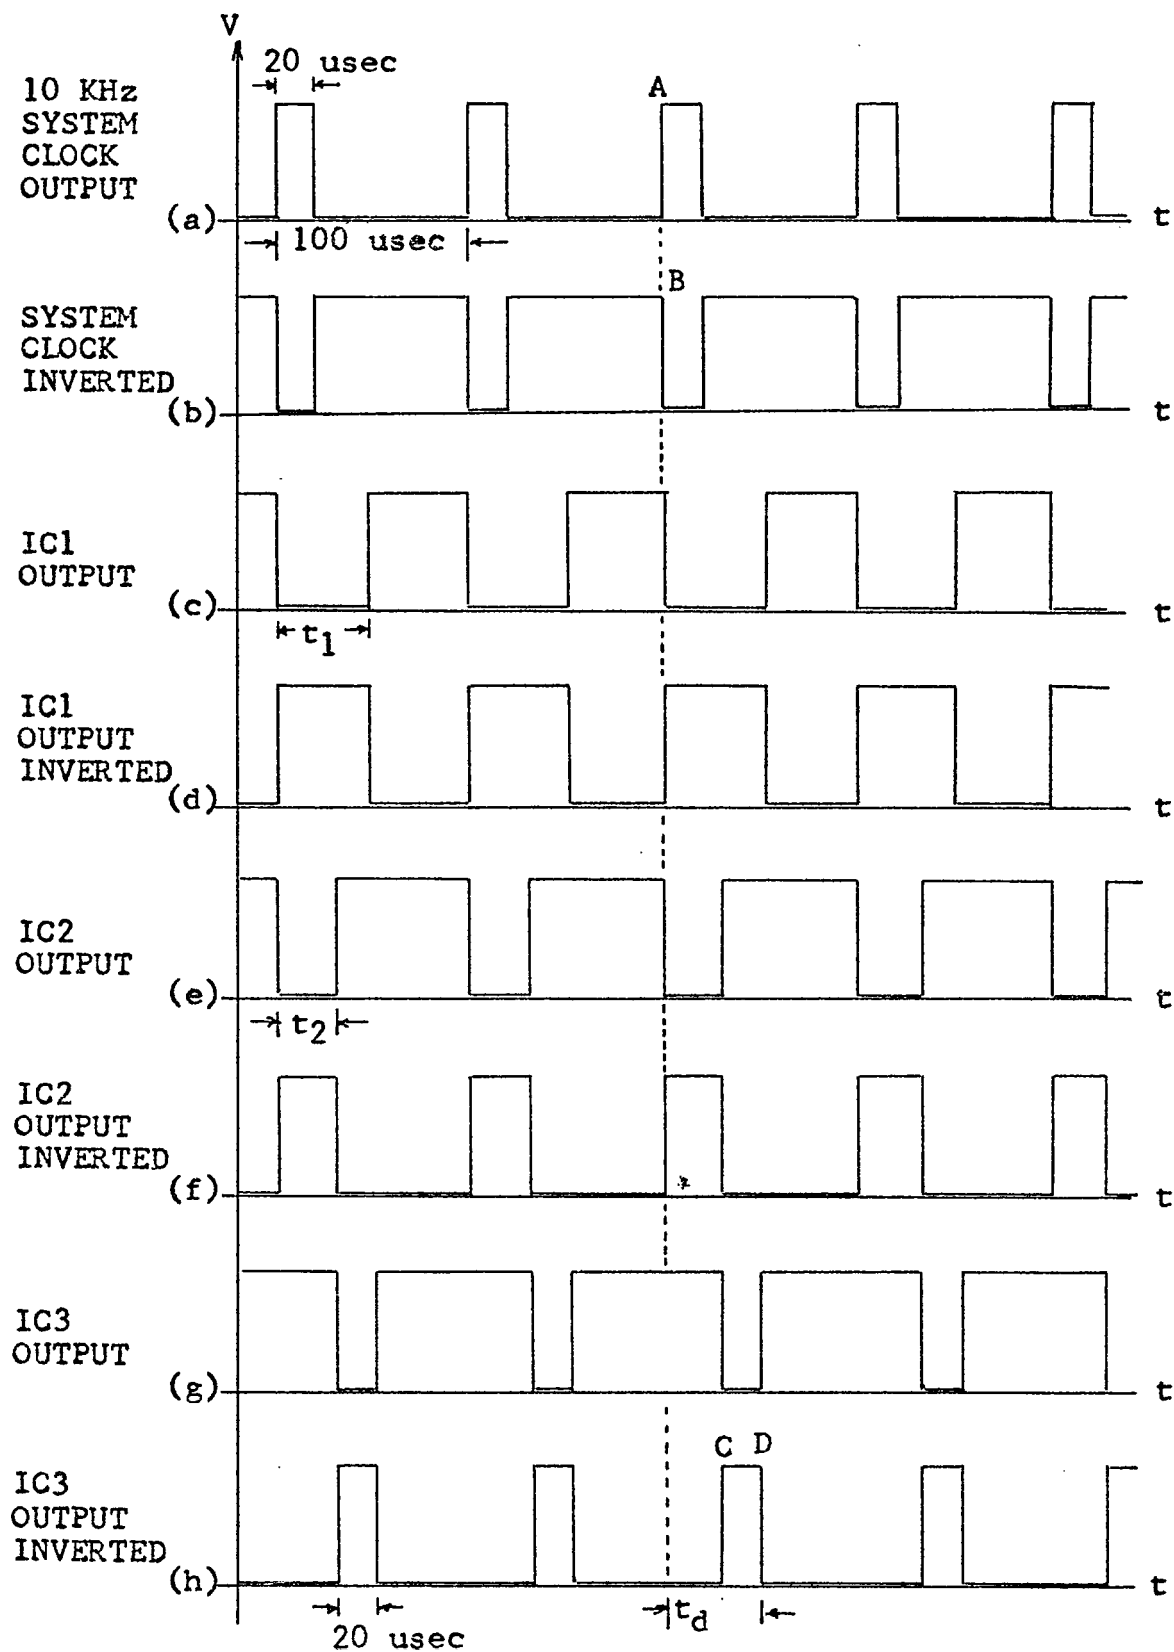 V
20 usec
10 KHz
SYSTEM
CLOCK
OUTPUT
A
(a)
t
100 usec
B
SYSTEM
CLOCK
INVERTED
(b)
t
IC1
OUTPUT
(c)
t
t1
IC1
OUTPUT
INVERTED
(d)
t
IC2
OUTPUT
(e)
t
t2
IC2
OUTPUT
INVERTED
(f)
t
IC3
OUTPUT
(g)
t
C D
IC3
OUTPUT
INVERTED
(h)
t
td
20 usec